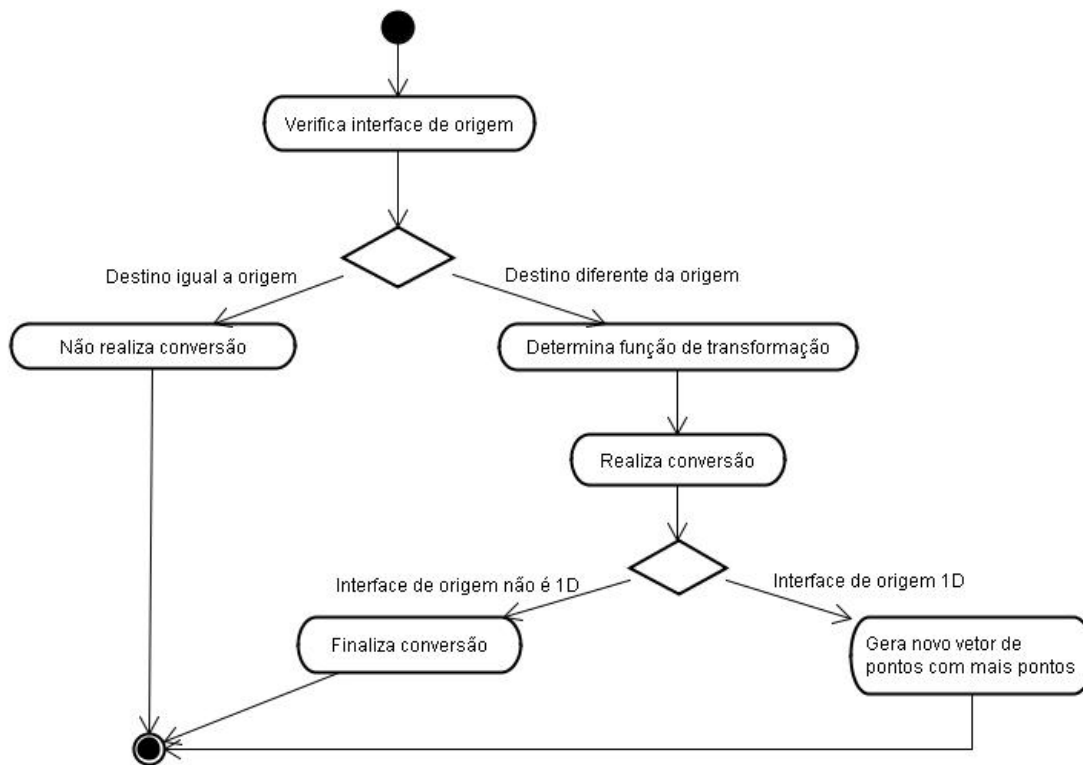 Verifica interface de origem
Destino igual a origem
Destino diferente da origem
Não realiza conversão
Determina função de transformação
Realiza conversão
Interface de origem não é 1D
Interface de origem 1D
Finaliza conversão
Gera novo vetor de
pontos com mais pontos